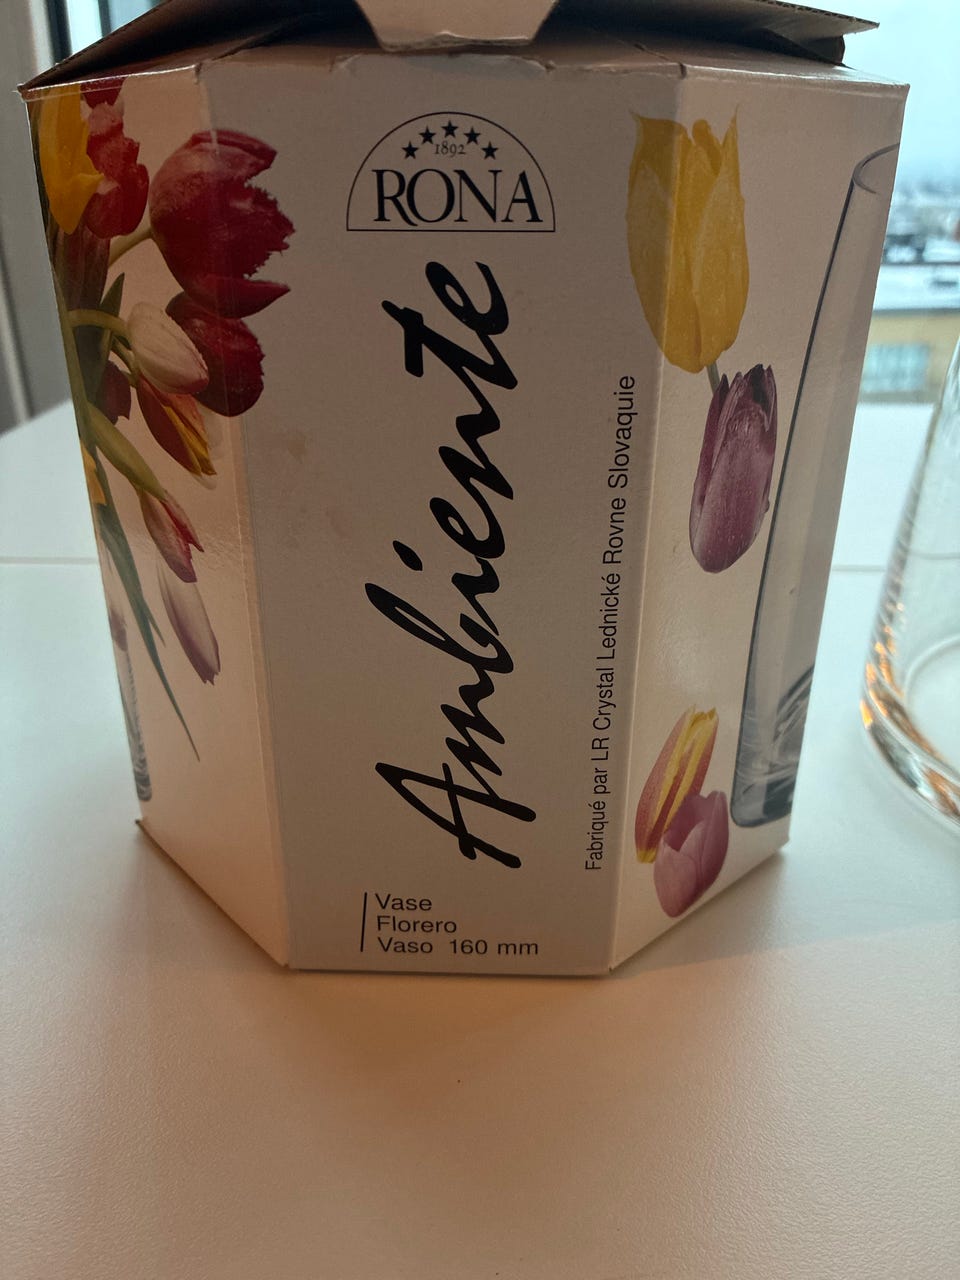 1892
RONA
Ambiente
Fabriqué par LR Crystal Lednické Rovne Slovaquie
Vase
Florero
Vaso 160 mm